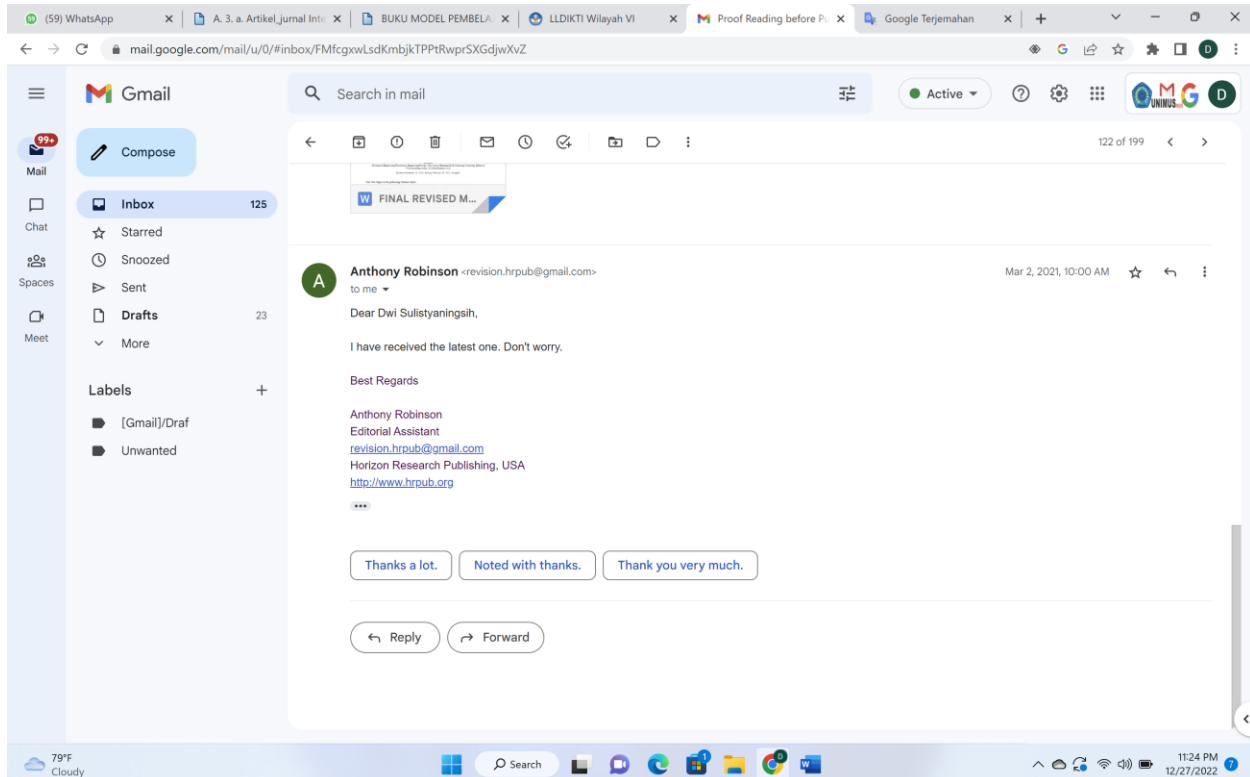 (59) WhatsApp
A. 3. a. Artikel_jurnal Inte
BUKU MODEL PEMBELA
LLDIKTI Wilayah VI
Proof Reading before Pu
Google Terjemahan
mail.google.com/mail/u/0/#inbox/FMfcgxwLsdKmbjkTPPtRwprSXGdjwXvZ
Gmail
Search in mail
Active
UNIMUS
D
99+
Mail
Chat
Spaces
Meet
Compose
Inbox 125
Starred
Snoozed
Sent
Drafts 23
More
Labels
[Gmail]/Draf
Unwanted
122 of 199
W FINAL REVISED M...
A
Anthony Robinson <revision.hrpub@gmail.com>
Mar 2, 2021, 10:00 AM
to me
Dear Dwi Sulistyaningsih,
I have received the latest one. Don't worry.
Best Regards
Anthony Robinson
Editorial Assistant
revision.hrpub@gmail.com
Horizon Research Publishing, USA
http://www.hrpub.org
Thanks a lot.
Noted with thanks.
Thank you very much.
Reply
Forward
79°F
Cloudy
Search
11:24 PM
12/27/2022
7